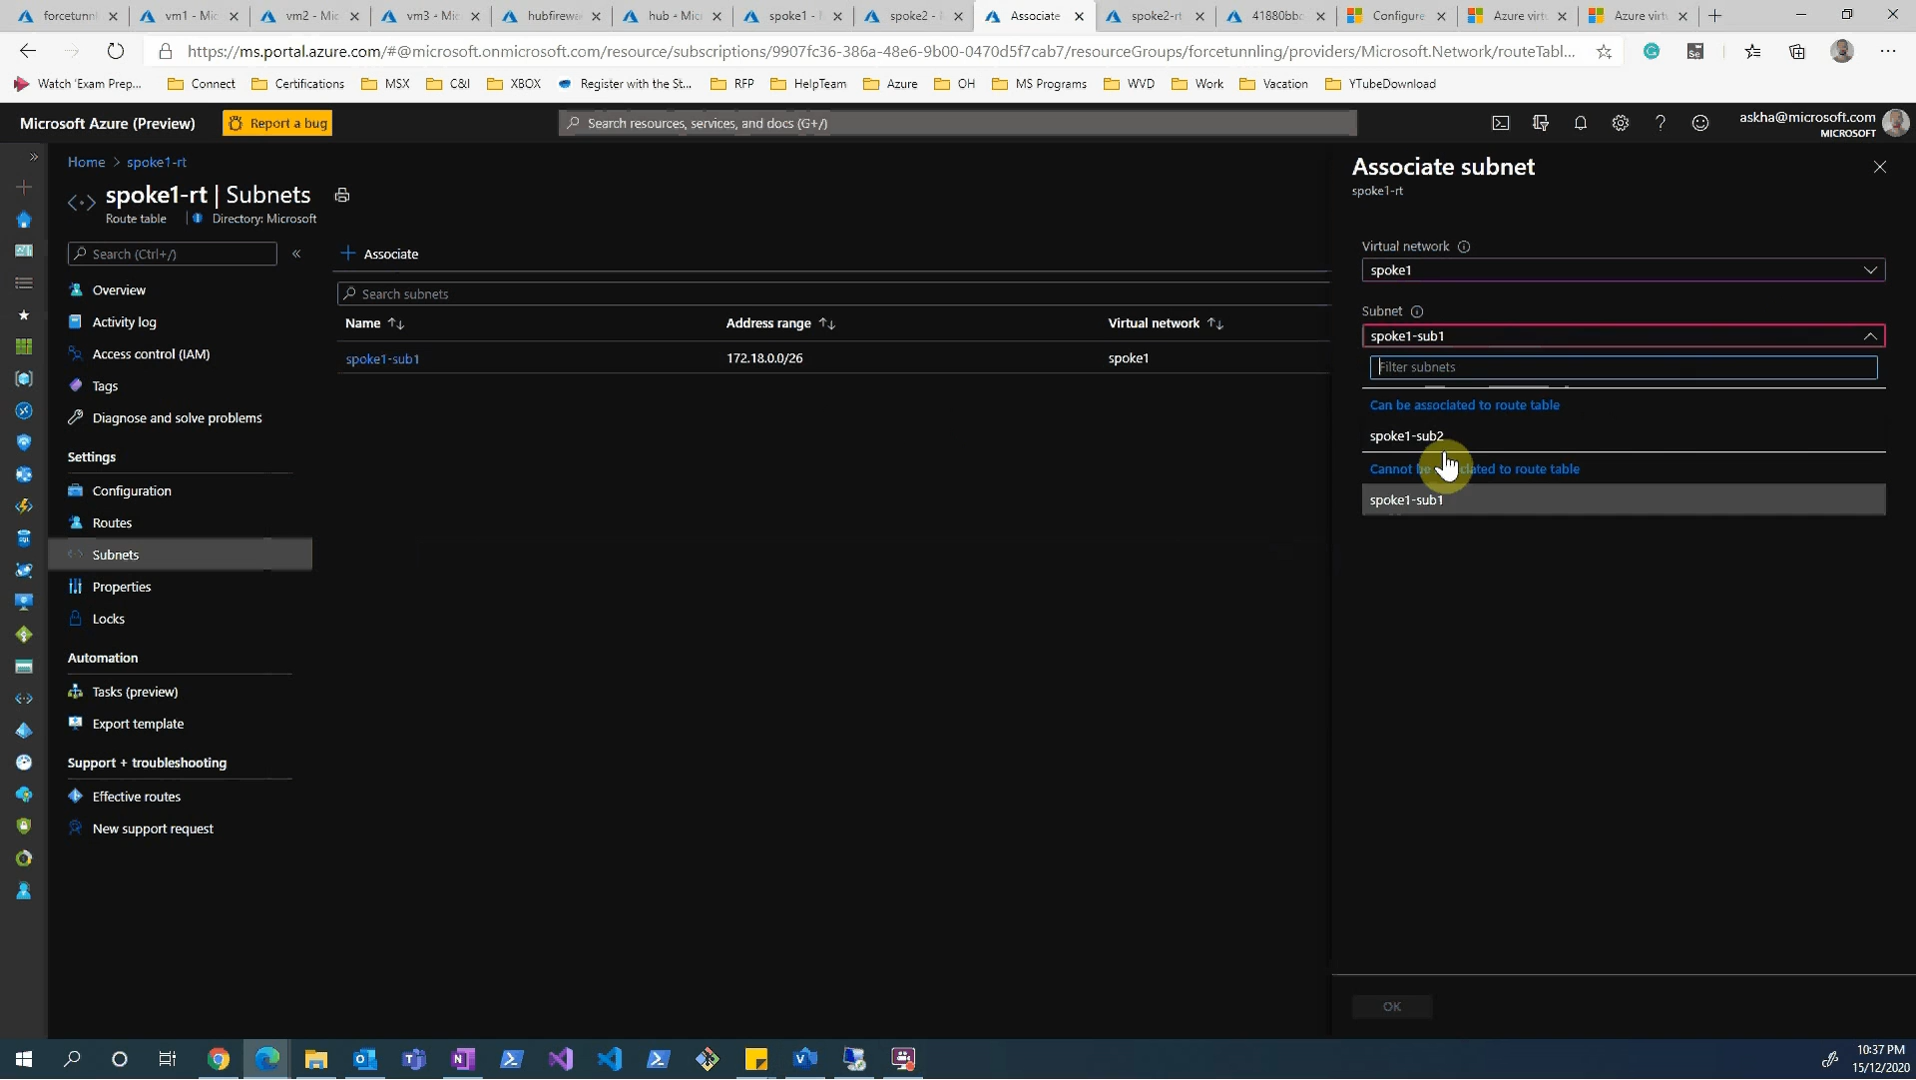 forcetunnl
vm1 - Mic
vm2 - Mic
vm3 - Mic
hubfirewa
hub - Micr
spoke1 - M
spoke2 -
Associate
spoke2-rt
41880bbc
Configure
Azure virtu
Azure virtu
https://ms.portal.azure.com/#@microsoft.onmicrosoft.com/resource/subscriptions/9907fc36-386a-48e6-9b00-0470d5f7cab7/resourceGroups/forcetunnling/providers/Microsoft.Network/routeTabl...
Watch 'Exam Prep...
Connect
Certifications
MSX
C&I
XBOX
Register with the St...
RFP
HelpTeam
Azure
OH
MS Programs
WVD
Work
Vacation
YTubeDownload
Microsoft Azure (Preview)
Report a bug
Search resources, services, and docs (G+/)
askha@microsoft.com
MICROSOFT
Home > spoke1-rt
spoke1-rt | Subnets
Route table
Directory: Microsoft
Search (Ctrl+/)
Overview
Activity log
Access control (IAM)
Tags
Diagnose and solve problems
Settings
Configuration
Routes
Subnets
Properties
Locks
Automation
Tasks (preview)
Export template
Support + troubleshooting
Effective routes
New support request
Associate
Search subnets
Name
Address range
Virtual network
spoke1-sub1
172.18.0.0/26
spoke1
Associate subnet
spoke1-rt
Virtual network
spoke1
Subnet
spoke1-sub1
Filter subnets
Can be associated to route table
spoke1-sub2
Cannot be associated to route table
spoke1-sub1
OK
10:37 PM
15/12/2020